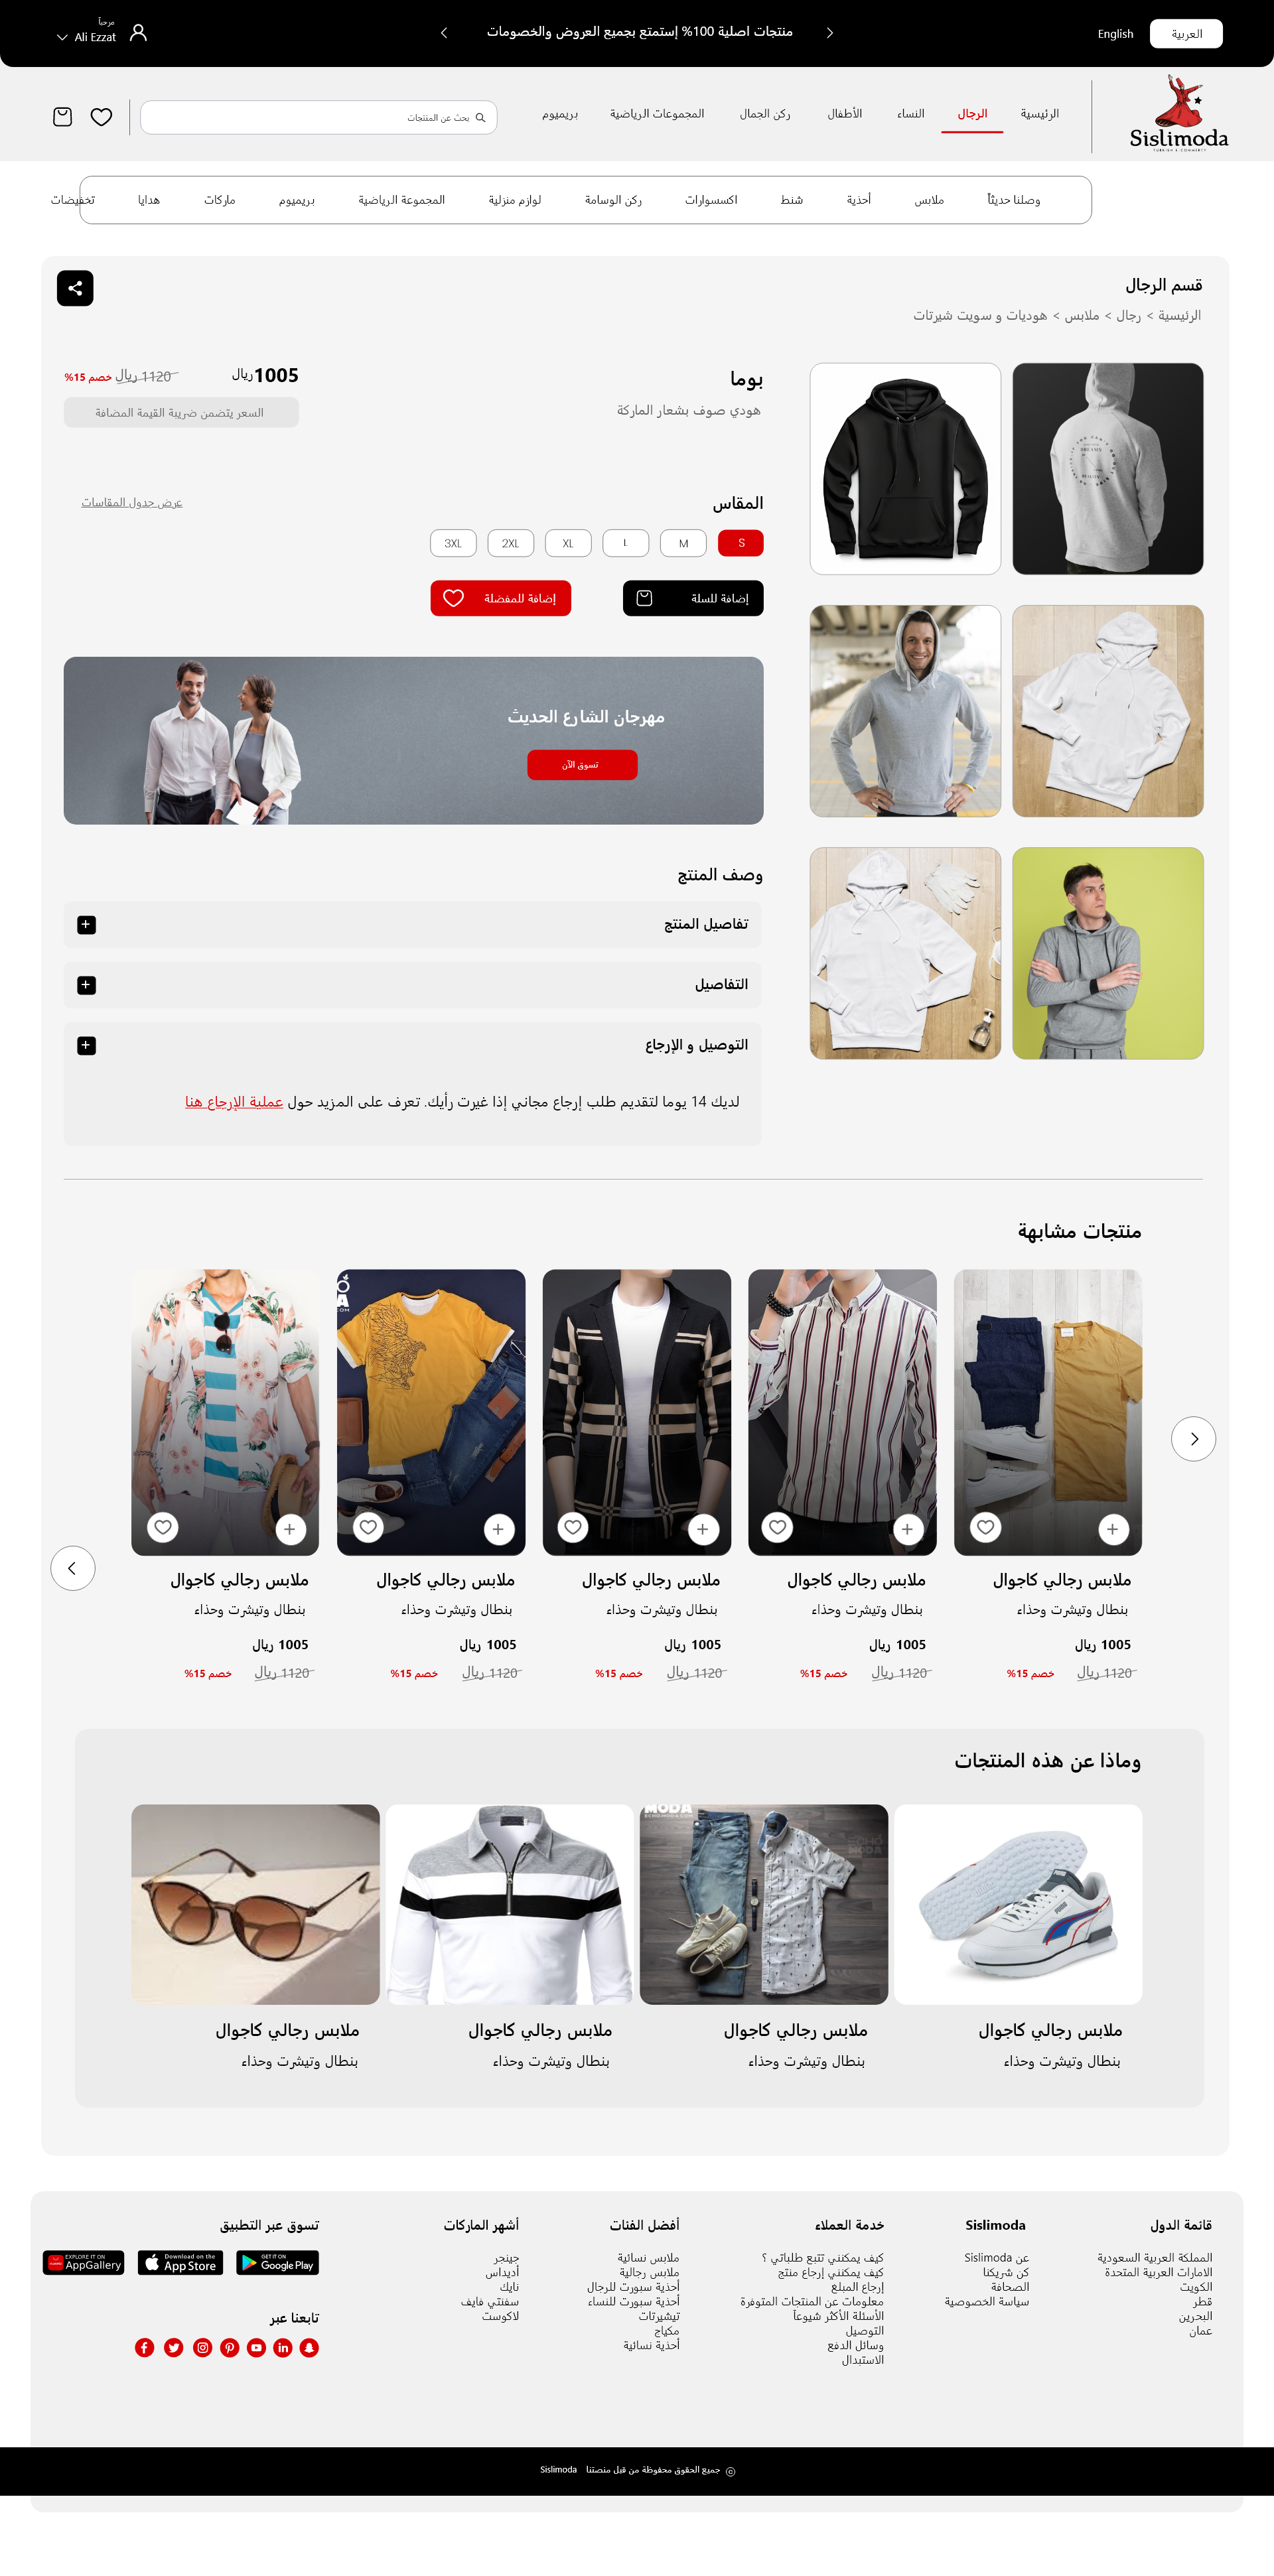 العربية
English
منتجات اصلية 100% إستمتع بجميع العروض والخصومات
مرحباً
Ali Ezzat
Sislimoda
الرئيسية
الرجال
النساء
الأطفال
ركن الجمال
المجموعات الرياضية
بريميوم
بحث عن المنتجات
وصلنا حديثاً
ملابس
أحذية
شنط
اكسسوارات
ركن الوسامة
لوازم منزلية
المجموعة الرياضية
بريميوم
ماركات
هدايا
تخفيضات
قسم الرجال
الرئيسية > رجال > ملابس > هوديات و سويت شيرتات
بوما
هودي صوف بشعار الماركة
1005 ريال
1120 ريال
خصم 15%
السعر يتضمن ضريبة القيمة المضافة
المقاس
عرض جدول المقاسات
S
M
L
XL
2XL
3XL
إضافة للسلة
إضافة للمفضلة
مهرجان الشارع الحديث
تسوق الآن
وصف المنتج
تفاصيل المنتج
التفاصيل
التوصيل و الإرجاع
لديك 14 يوما لتقديم طلب إرجاع مجاني إذا غيرت رأيك. تعرف على المزيد حول عملية الإرجاع هنا
منتجات مشابهة
ملابس رجالي كاجوال
بنطال وتيشرت وحذاء
1005 ريال
1120 ريال
خصم 15%
ملابس رجالي كاجوال
بنطال وتيشرت وحذاء
1005 ريال
1120 ريال
خصم 15%
ملابس رجالي كاجوال
بنطال وتيشرت وحذاء
1005 ريال
1120 ريال
خصم 15%
ملابس رجالي كاجوال
بنطال وتيشرت وحذاء
1005 ريال
1120 ريال
خصم 15%
ملابس رجالي كاجوال
بنطال وتيشرت وحذاء
1005 ريال
1120 ريال
خصم 15%
وماذا عن هذه المنتجات
MODA
ملابس رجالي كاجوال
بنطال وتيشرت وحذاء
ملابس رجالي كاجوال
بنطال وتيشرت وحذاء
ملابس رجالي كاجوال
بنطال وتيشرت وحذاء
ملابس رجالي كاجوال
بنطال وتيشرت وحذاء
قائمة الدول
المملكة العربية السعودية
الامارات العربية المتحدة
الكويت
قطر
البحرين
عمان
Sislimoda
عن Sislimoda
كن شريكنا
الصحافة
سياسة الخصوصية
خدمة العملاء
كيف يمكنني تتبع طلباتي ؟
كيف يمكنني إرجاع منتج
إرجاع المبلغ
معلومات عن المنتجات المتوفرة
الأسئلة الأكثر شيوعاً
التوصيل
وسائل الدفع
الاستبدال
أفضل الفئات
ملابس نسائية
ملابس رجالية
أحذية سبورت للرجال
أحذية سبورت للنساء
تيشيرتات
مكياج
أحذية نسائية
أشهر الماركات
جينجر
أديداس
نايك
سفنتي فايف
لاكوست
تسوق عبر التطبيق
GET IT ON
Google Play
Download on the
App Store
EXPLORE IT ON
AppGallery
تابعنا عبر
© جميع الحقوق محفوظة من قبل منصتنا Sislimoda